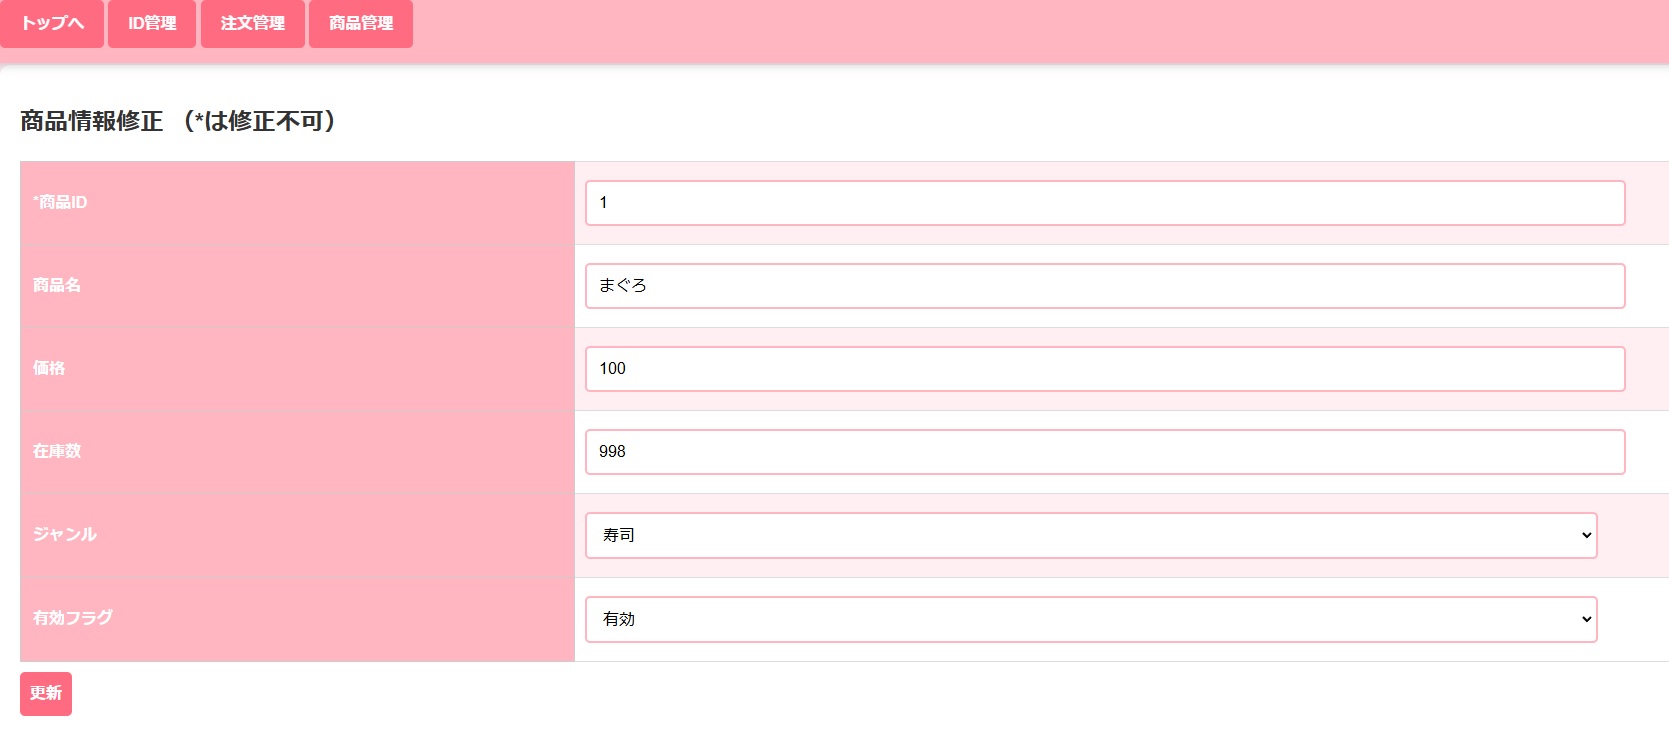 トップへ ID管理 注文管理 商品管理
商品情報修正 （*は修正不可）
*商品ID 1
商品名 まぐろ
価格 100
在庫数 998
ジャンル 寿司
有効フラグ 有効
更新